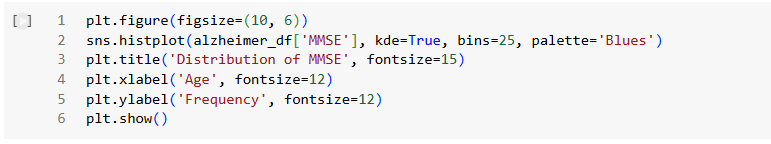 [ ] 1 plt.figure(figsize=(10, 6))
2 sns.histplot(alzheimer_df['MMSE'], kde=True, bins=25, palette='Blues')
3 plt.title('Distribution of MMSE', fontsize=15)
4 plt.xlabel('Age', fontsize=12)
5 plt.ylabel('Frequency', fontsize=12)
6 plt.show()